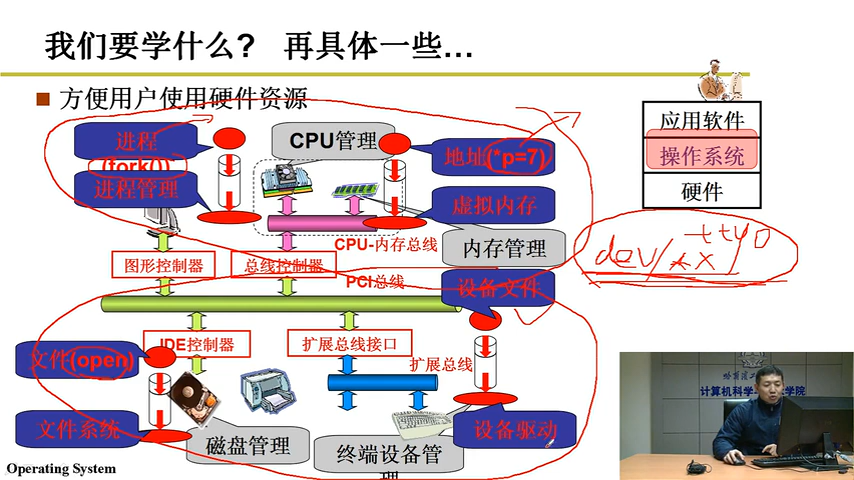 我们要学什么? 再具体一些…
方便用户使用硬件资源
进程
(fork())
进程管理
CPU管理
地址(*p=7)
虚拟内存
CPU-内存总线
内存管理
图形控制器
总线控制器
PCI总线
设备文件
IDE控制器
扩展总线接口
扩展总线
文件(open)
文件系统
磁盘管理
终端设备管
理
设备驱动
应用软件
操作系统
硬件
dev/xx
tty0
计算机科学
学院
Operating System